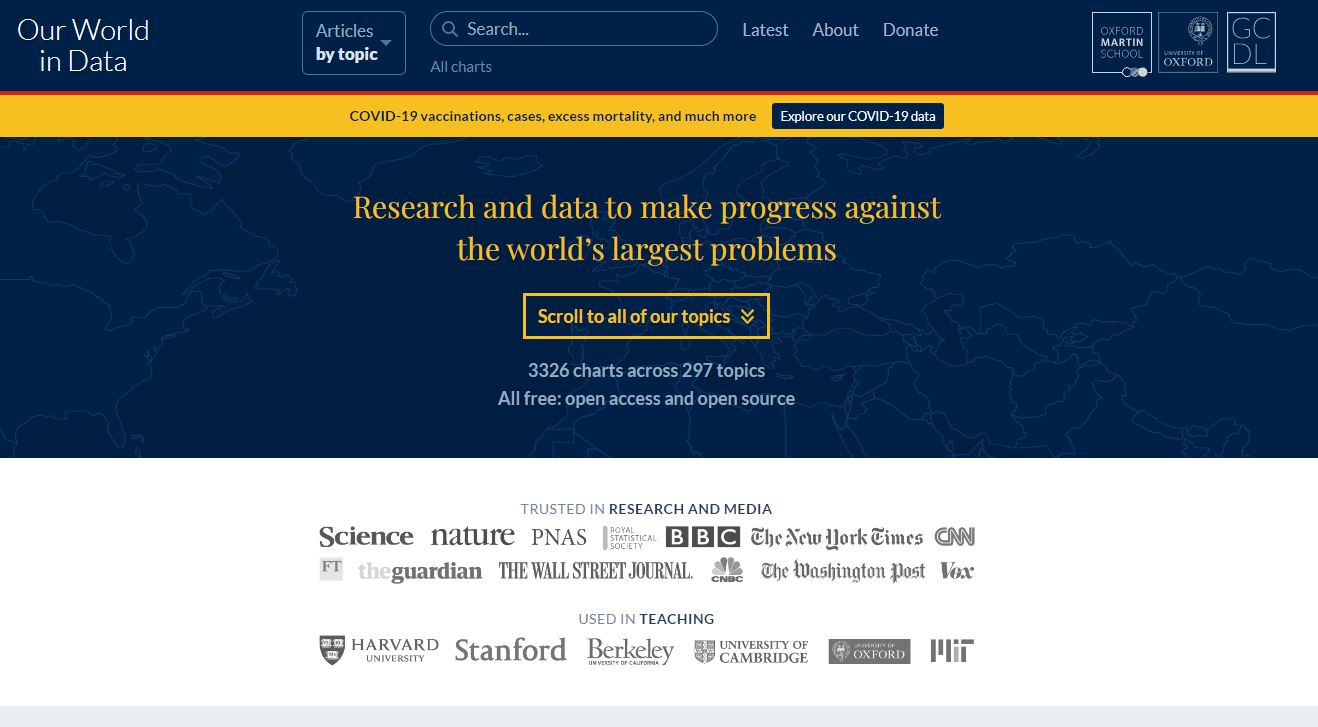 Our World
in Data
Articles
by topic
Search...
All charts
Latest
About
Donate
OXFORD
MARTIN
SCHOOL
UNIVERSITY OF
OXFORD
GC
DL
COVID-19 vaccinations, cases, excess mortality, and much more
Explore our COVID-19 data
Research and data to make progress against
the world's largest problems
Scroll to all of our topics
3326 charts across 297 topics
All free: open access and open source
TRUSTED IN RESEARCH AND MEDIA
Science nature PNAS ROYAL STATISTICAL SOCIETY BBC The New York Times CNN
FT theguardian THE WALL STREET JOURNAL. CNBC The Washington Post Vox
USED IN TEACHING
HARVARD UNIVERSITY Stanford Berkeley UNIVERSITY OF CALIFORNIA UNIVERSITY OF CAMBRIDGE UNIVERSITY OF OXFORD MIT